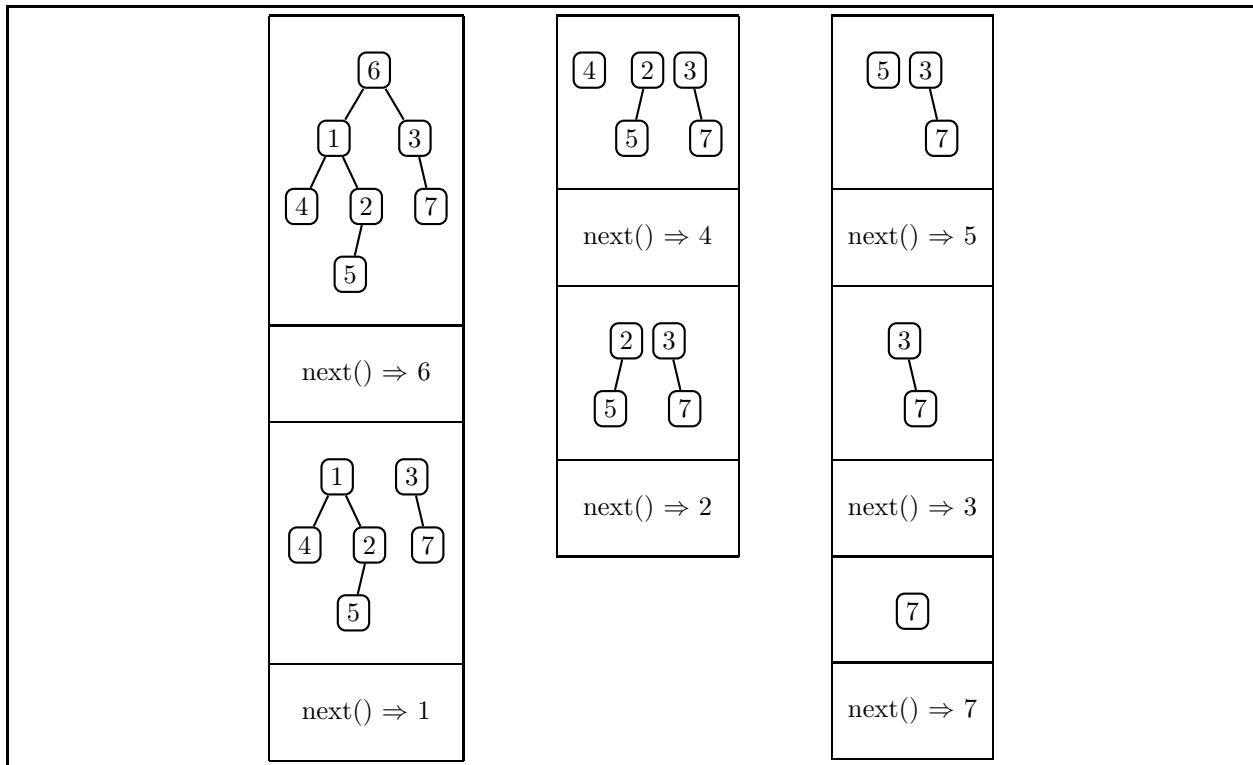 6
1 3
4 2 7
5
next() ⇒ 6
1 3
4 2 7
5
next() ⇒ 1
4 2 3
5 7
next() ⇒ 4
2 3
5 7
next() ⇒ 2
5 3
7
next() ⇒ 5
3
7
next() ⇒ 3
7
next() ⇒ 7